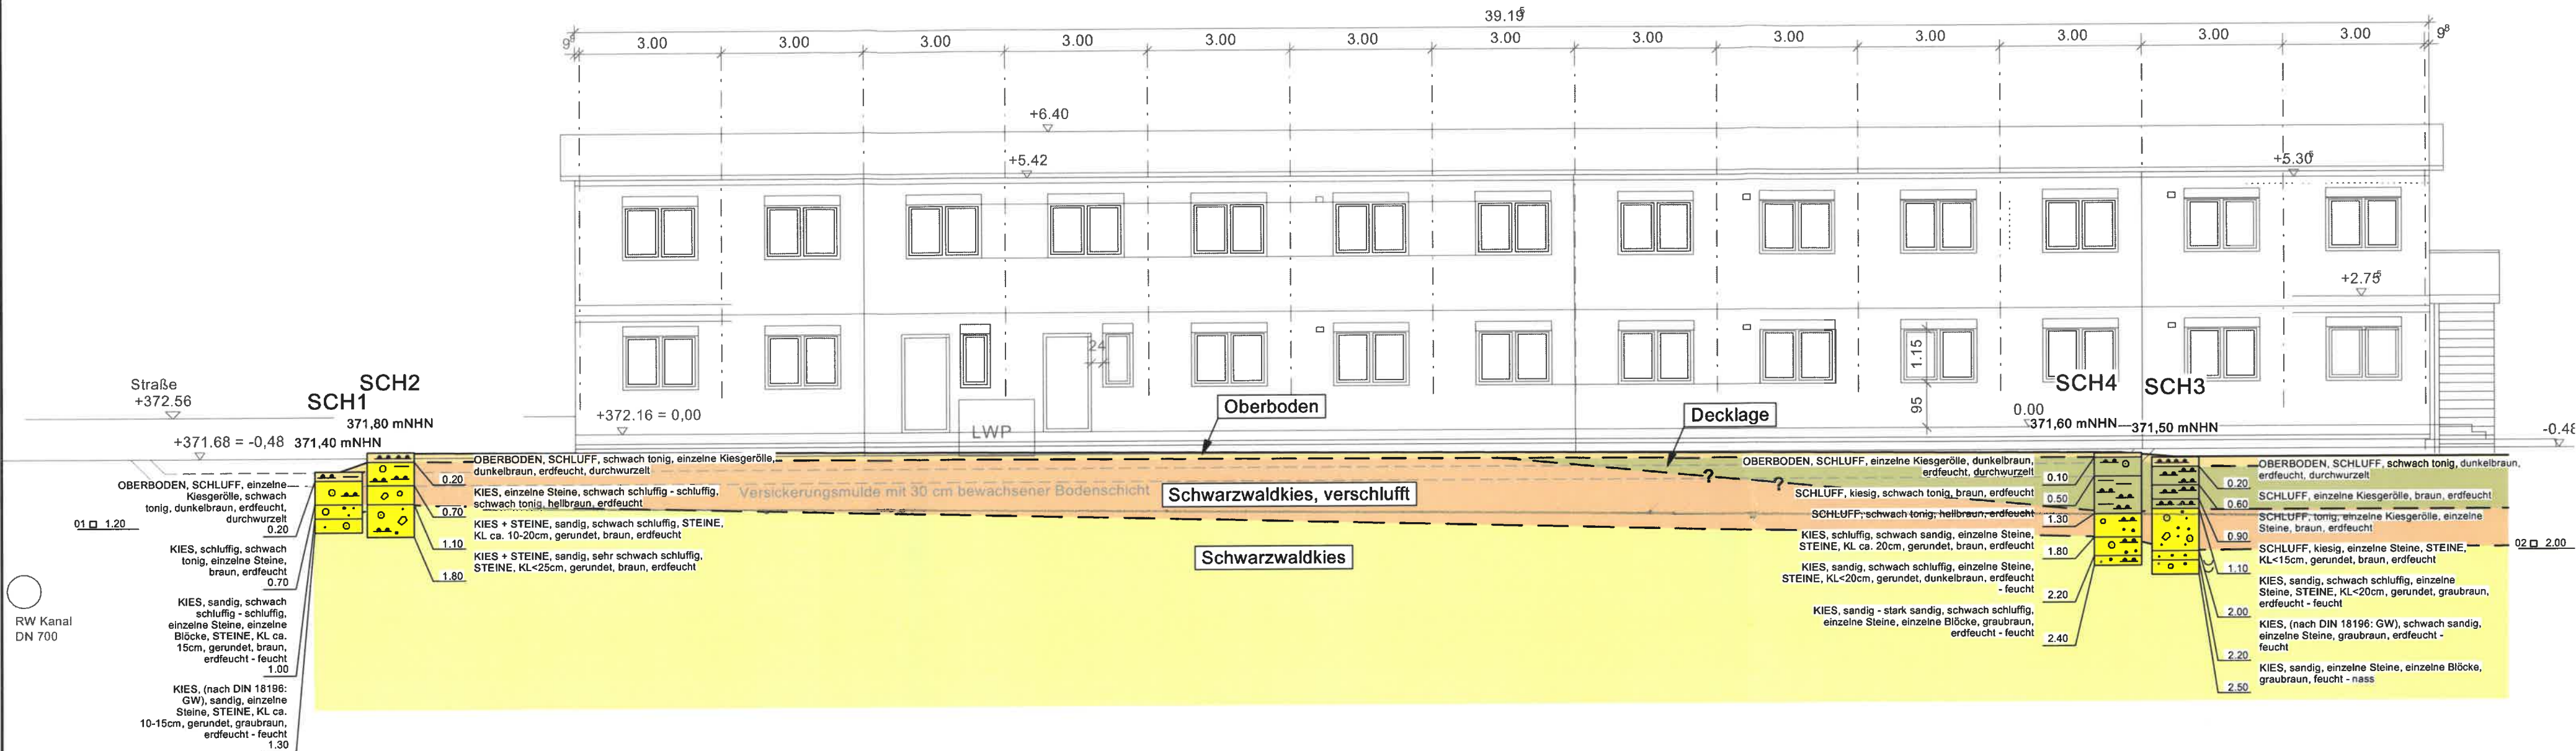 39.19⁵
9⁸ 3.00 3.00 3.00 3.00 3.00 3.00 3.00 3.00 3.00 3.00 3.00 3.00 3.00 9⁸
+6.40
+5.42
+5.30⁵
+2.75⁵
24
1.15
95
Straße
+372.56
SCH1
SCH2
371,80 mNHN
+371.68 = -0,48
371,40 mNHN
+372.16 = 0,00
LWP
Oberboden
Decklage
SCH4
SCH3
0.00
371,60 mNHN
371,50 mNHN
-0.48
OBERBODEN, SCHLUFF, einzelne
Kiesgerölle, schwach
tonig, dunkelbraun, erdfeucht,
durchwurzelt
0.20
01 1.20
KIES, schluffig, schwach
tonig, einzelne Steine,
braun, erdfeucht
0.70
KIES, sandig, schwach
schluffig - schluffig,
einzelne Steine, einzelne
Blöcke, STEINE, KL ca.
15cm, gerundet, braun,
erdfeucht - feucht
1.00
KIES, (nach DIN 18196:
GW), sandig, einzelne
Steine, STEINE, KL ca.
10-15cm, gerundet, graubraun,
erdfeucht - feucht
1.30
RW Kanal
DN 700
OBERBODEN, SCHLUFF, schwach tonig, einzelne Kiesgerölle,
dunkelbraun, erdfeucht, durchwurzelt
0.20
KIES, einzelne Steine, schwach schluffig - schluffig,
schwach tonig, hellbraun, erdfeucht
0.70
KIES + STEINE, sandig, schwach schluffig, STEINE,
KL ca. 10-20cm, gerundet, braun, erdfeucht
1.10
KIES + STEINE, sandig, sehr schwach schluffig,
STEINE, KL<25cm, gerundet, braun, erdfeucht
1.80
Versickerungsmulde mit 30 cm bewachsener Bodenschicht
Schwarzwaldkies, verschlufft
Schwarzwaldkies
? ?
OBERBODEN, SCHLUFF, einzelne Kiesgerölle, dunkelbraun,
erdfeucht, durchwurzelt
0.10
SCHLUFF, kiesig, schwach tonig, braun, erdfeucht
0.50
SCHLUFF, schwach tonig, hellbraun, erdfeucht
1.30
KIES, schluffig, schwach sandig, einzelne Steine,
STEINE, KL ca. 20cm, gerundet, braun, erdfeucht
1.80
KIES, sandig, schwach schluffig, einzelne Steine,
STEINE, KL<20cm, gerundet, dunkelbraun, erdfeucht
- feucht
2.20
KIES, sandig - stark sandig, schwach schluffig,
einzelne Steine, einzelne Blöcke, graubraun,
erdfeucht - feucht
2.40
OBERBODEN, SCHLUFF, schwach tonig, dunkelbraun,
erdfeucht, durchwurzelt
0.20
SCHLUFF, einzelne Kiesgerölle, braun, erdfeucht
0.60
SCHLUFF, tonig, einzelne Kiesgerölle, einzelne
Steine, braun, erdfeucht
0.90
SCHLUFF, kiesig, einzelne Steine, STEINE,
KL<15cm, gerundet, braun, erdfeucht
1.10
KIES, sandig, schwach schluffig, einzelne
Steine, STEINE, KL<20cm, gerundet, graubraun,
erdfeucht - feucht
2.00
KIES, (nach DIN 18196: GW), schwach sandig,
einzelne Steine, graubraun, erdfeucht -
feucht
2.20
KIES, sandig, einzelne Steine, einzelne Blöcke,
graubraun, feucht - nass
2.50
02 2.00